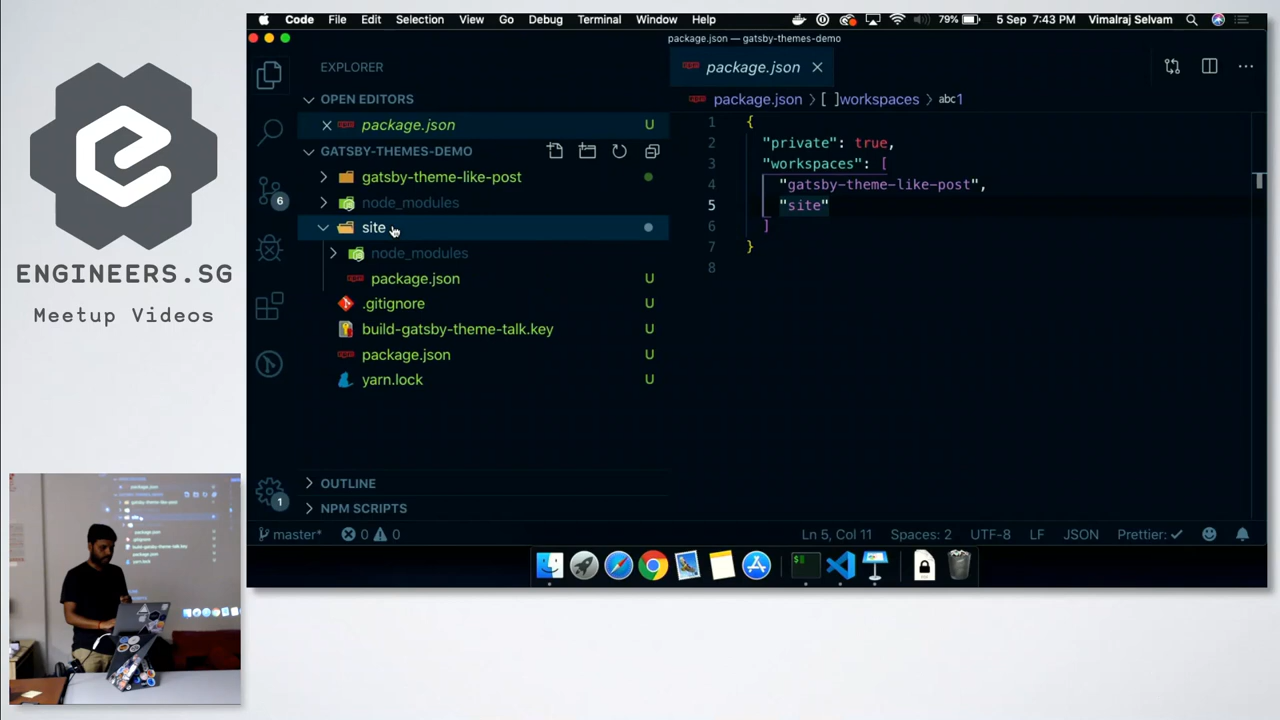 Code File Edit Selection View Go Debug Terminal Window Help 79% 5 Sep 7:43 PM Vimalraj Selvam
package.json — gatsby-themes-demo
EXPLORER
OPEN EDITORS
package.json U
GATSBY-THEMES-DEMO
gatsby-theme-like-post
node_modules
site
node_modules
package.json U
.gitignore U
build-gatsby-theme-talk.key U
package.json U
yarn.lock U
OUTLINE
NPM SCRIPTS
6
1
package.json
package.json > [ ]workspaces > abc1
1 {
2 "private": true,
3 "workspaces": [
4 "gatsby-theme-like-post",
5 "site"
6 ]
7 }
8
master* 0 0 Ln 5, Col 11 Spaces: 2 UTF-8 LF JSON Prettier: ✓
ENGINEERS.SG
Meetup Videos